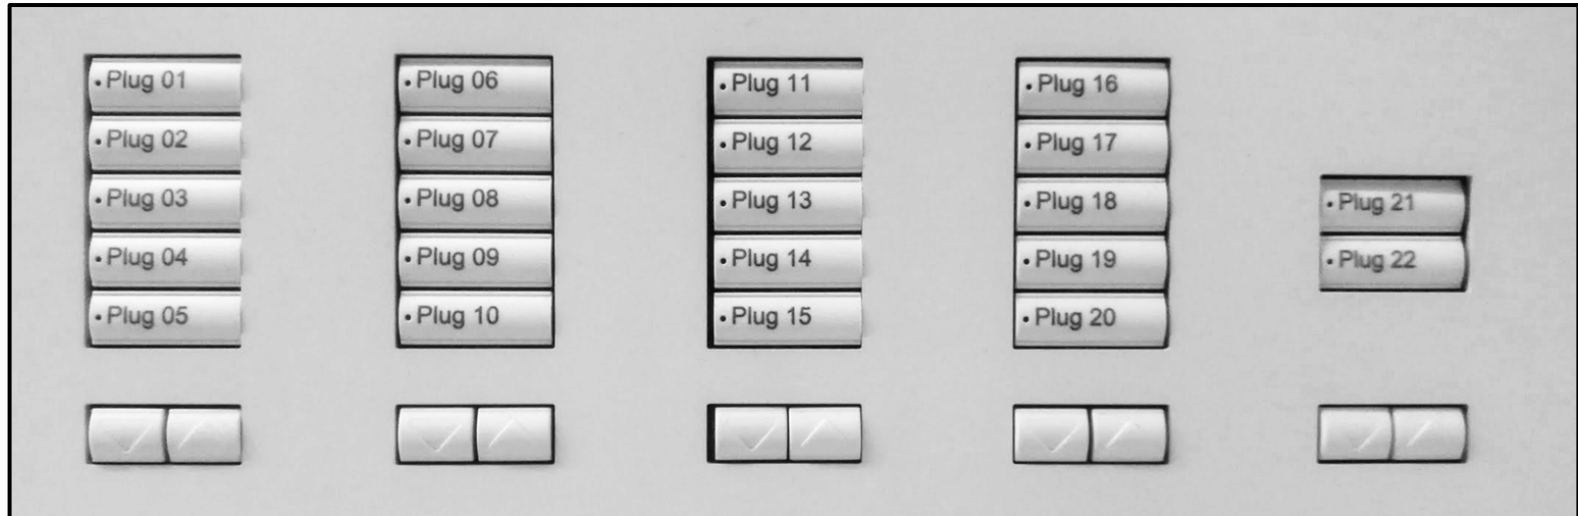 Plug 01
Plug 02
Plug 03
Plug 04
Plug 05
Plug 06
Plug 07
Plug 08
Plug 09
Plug 10
Plug 11
Plug 12
Plug 13
Plug 14
Plug 15
Plug 16
Plug 17
Plug 18
Plug 19
Plug 20
Plug 21
Plug 22